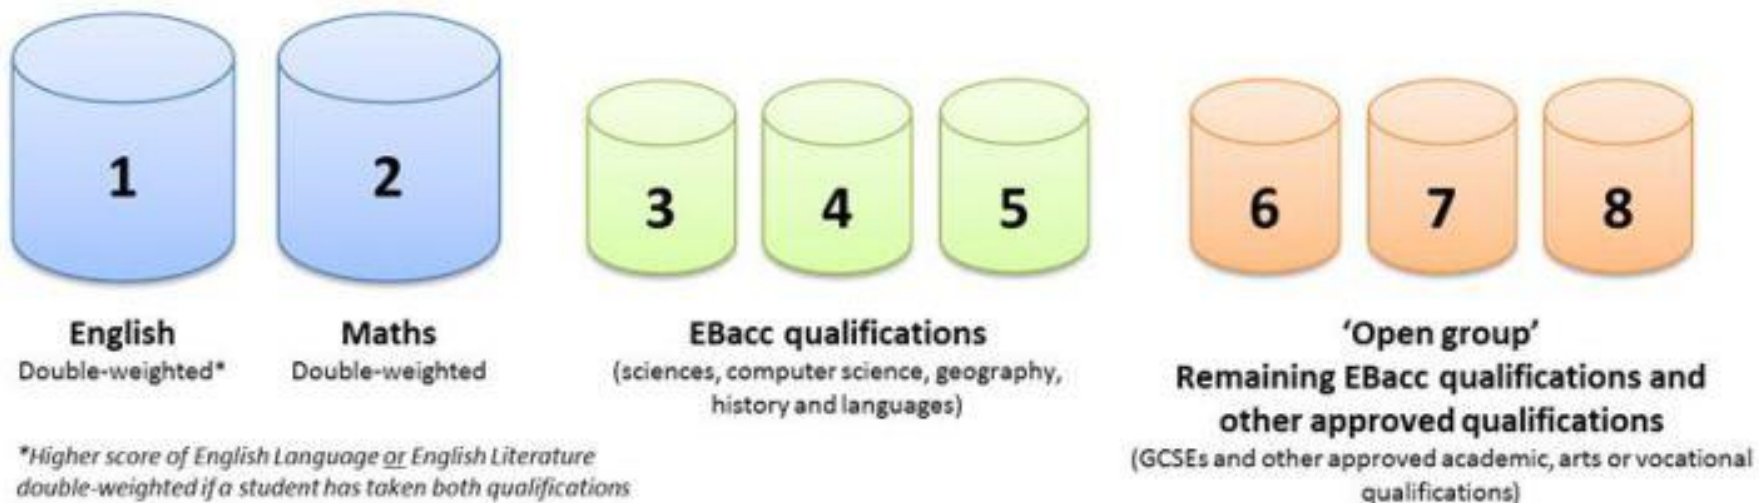 1
2
3
4
5
6
7
8
English
Double-weighted*
Maths
Double-weighted
EBacc qualifications
(sciences, computer science, geography,
history and languages)
'Open group'
Remaining EBacc qualifications and
other approved qualifications
(GCSEs and other approved academic, arts or vocational
qualifications)
*Higher score of English Language or English Literature
double-weighted if a student has taken both qualifications